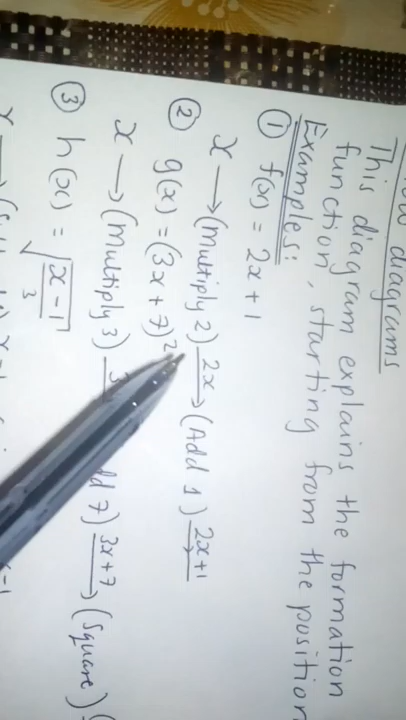 diagrams
This diagram explains the formation
function, starting from the position
Examples:
① f(x) = 2x + 1
x → (Multiply 2) 2x → (Add 1) 2x+1 →
② g(x) = (3x + 7)²
x → (Multiply 3) 7) 3x+7 → (Square)
③ h(x) = √(x - 1)/3